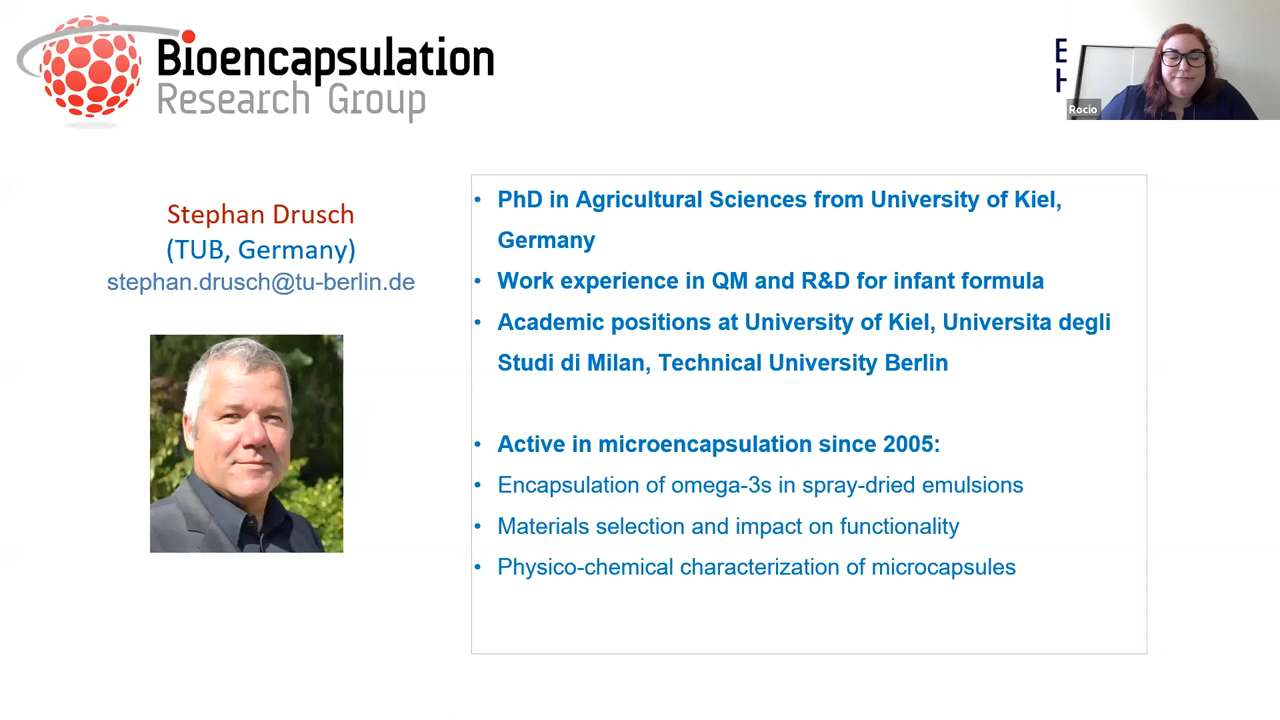 Bioencapsulation
Research Group
E
H
Rocio
Stephan Drusch
(TUB, Germany)
stephan.drusch@tu-berlin.de
• PhD in Agricultural Sciences from University of Kiel,
Germany
• Work experience in QM and R&D for infant formula
• Academic positions at University of Kiel, Universita degli
Studi di Milan, Technical University Berlin
• Active in microencapsulation since 2005:
• Encapsulation of omega-3s in spray-dried emulsions
• Materials selection and impact on functionality
• Physico-chemical characterization of microcapsules